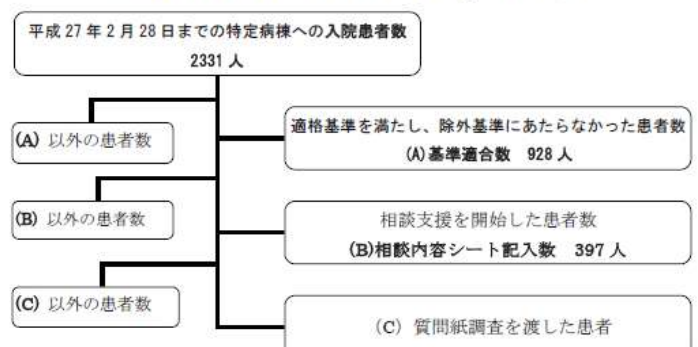 平成 27 年 2 月 28 日までの特定病棟への入院患者数
2331 人
適格基準を満たし、除外基準にあたらなかった患者数
(A)基準適合数 928 人
(A) 以外の患者数
(B) 以外の患者数
相談支援を開始した患者数
(B)相談内容シート記入数 397 人
(C) 以外の患者数
(C) 質問紙調査を渡した患者